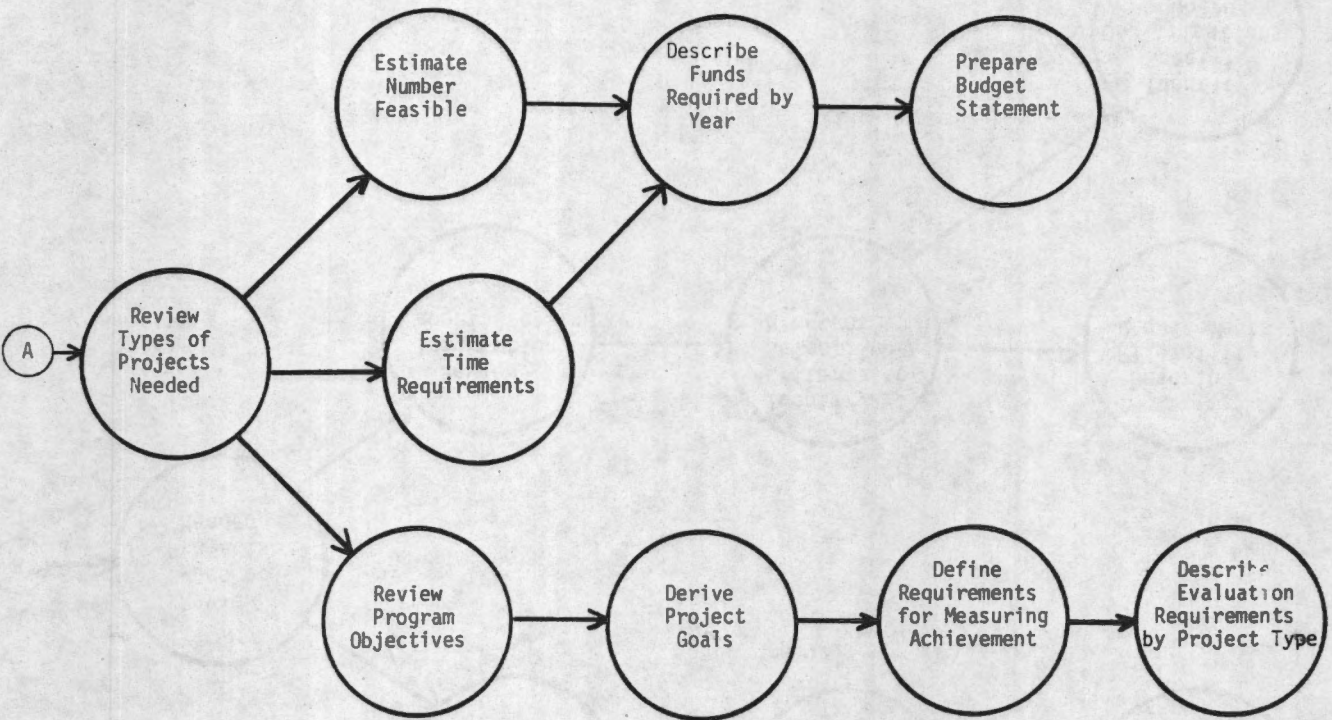 Estimate
Number
Feasible
Describe
Funds
Required by
Year
Prepare
Budget
Statement
A
Review
Types of
Projects
Needed
Estimate
Time
Requirements
Review
Program
Objectives
Derive
Project
Goals
Define
Requirements
for Measuring
Achievement
Describe
Evaluation
Requirements
by Project Type